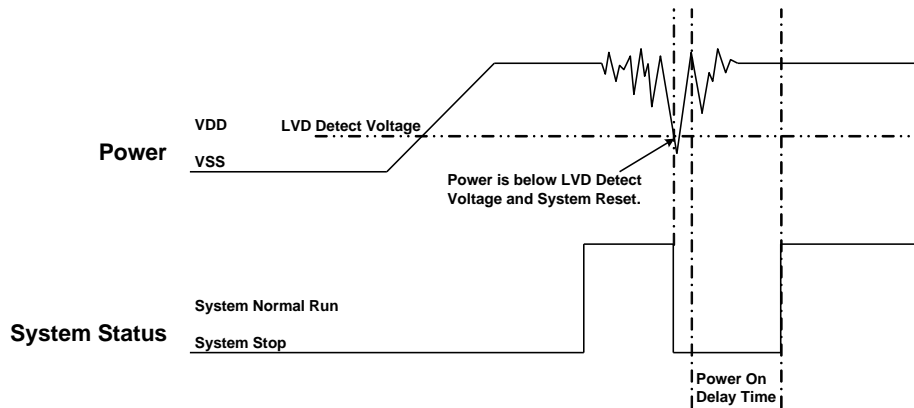 VDD
LVD Detect Voltage
Power
VSS
Power is below LVD Detect
Voltage and System Reset.
System Normal Run
System Status
System Stop
Power On
Delay Time